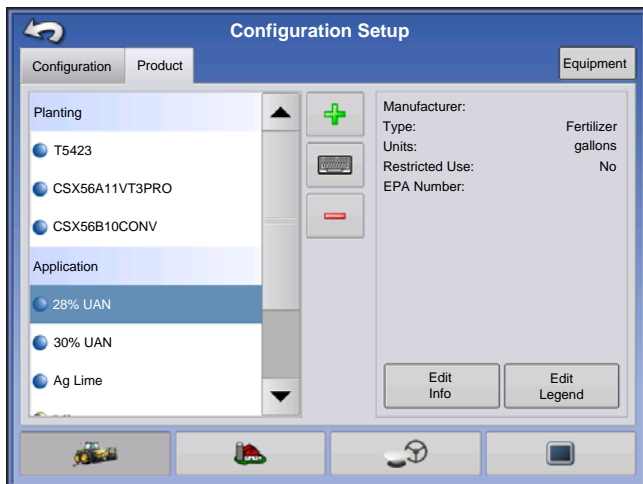 Configuration Setup
Configuration
Product
Equipment
Planting
T5423
CSX56A11VT3PRO
CSX56B10CONV
Application
28% UAN
30% UAN
Ag Lime
Manufacturer:
Type: Fertilizer
Units: gallons
Restricted Use: No
EPA Number:
Edit
Info
Edit
Legend